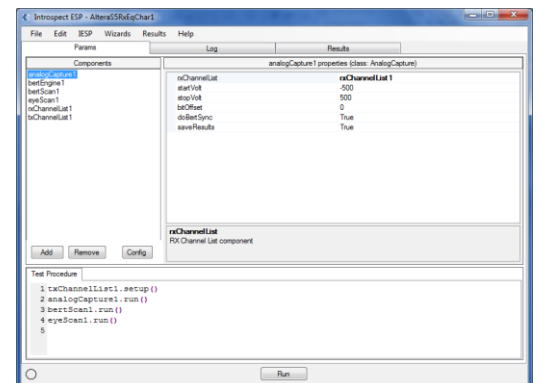 Introspect ESP - AlteraS5RxEqChar1
File Edit IESP Wizards Results Help
Params Log Results
Components
analogCapture1 properties (class: AnalogCapture)
analogCapture1
bertEngine1
bertScan1
eyeScan1
rxChannelList1
txChannelList1
rxChannelList rxChannelList1
startVolt -500
stopVolt 500
bitOffset 0
doBertSync True
saveResults True
rxChannelList
RX Channel List component
Add Remove Config
Test Procedure
1 txChannelList1.setup()
2 analogCapture1.run()
3 bertScan1.run()
4 eyeScan1.run()
5
Run